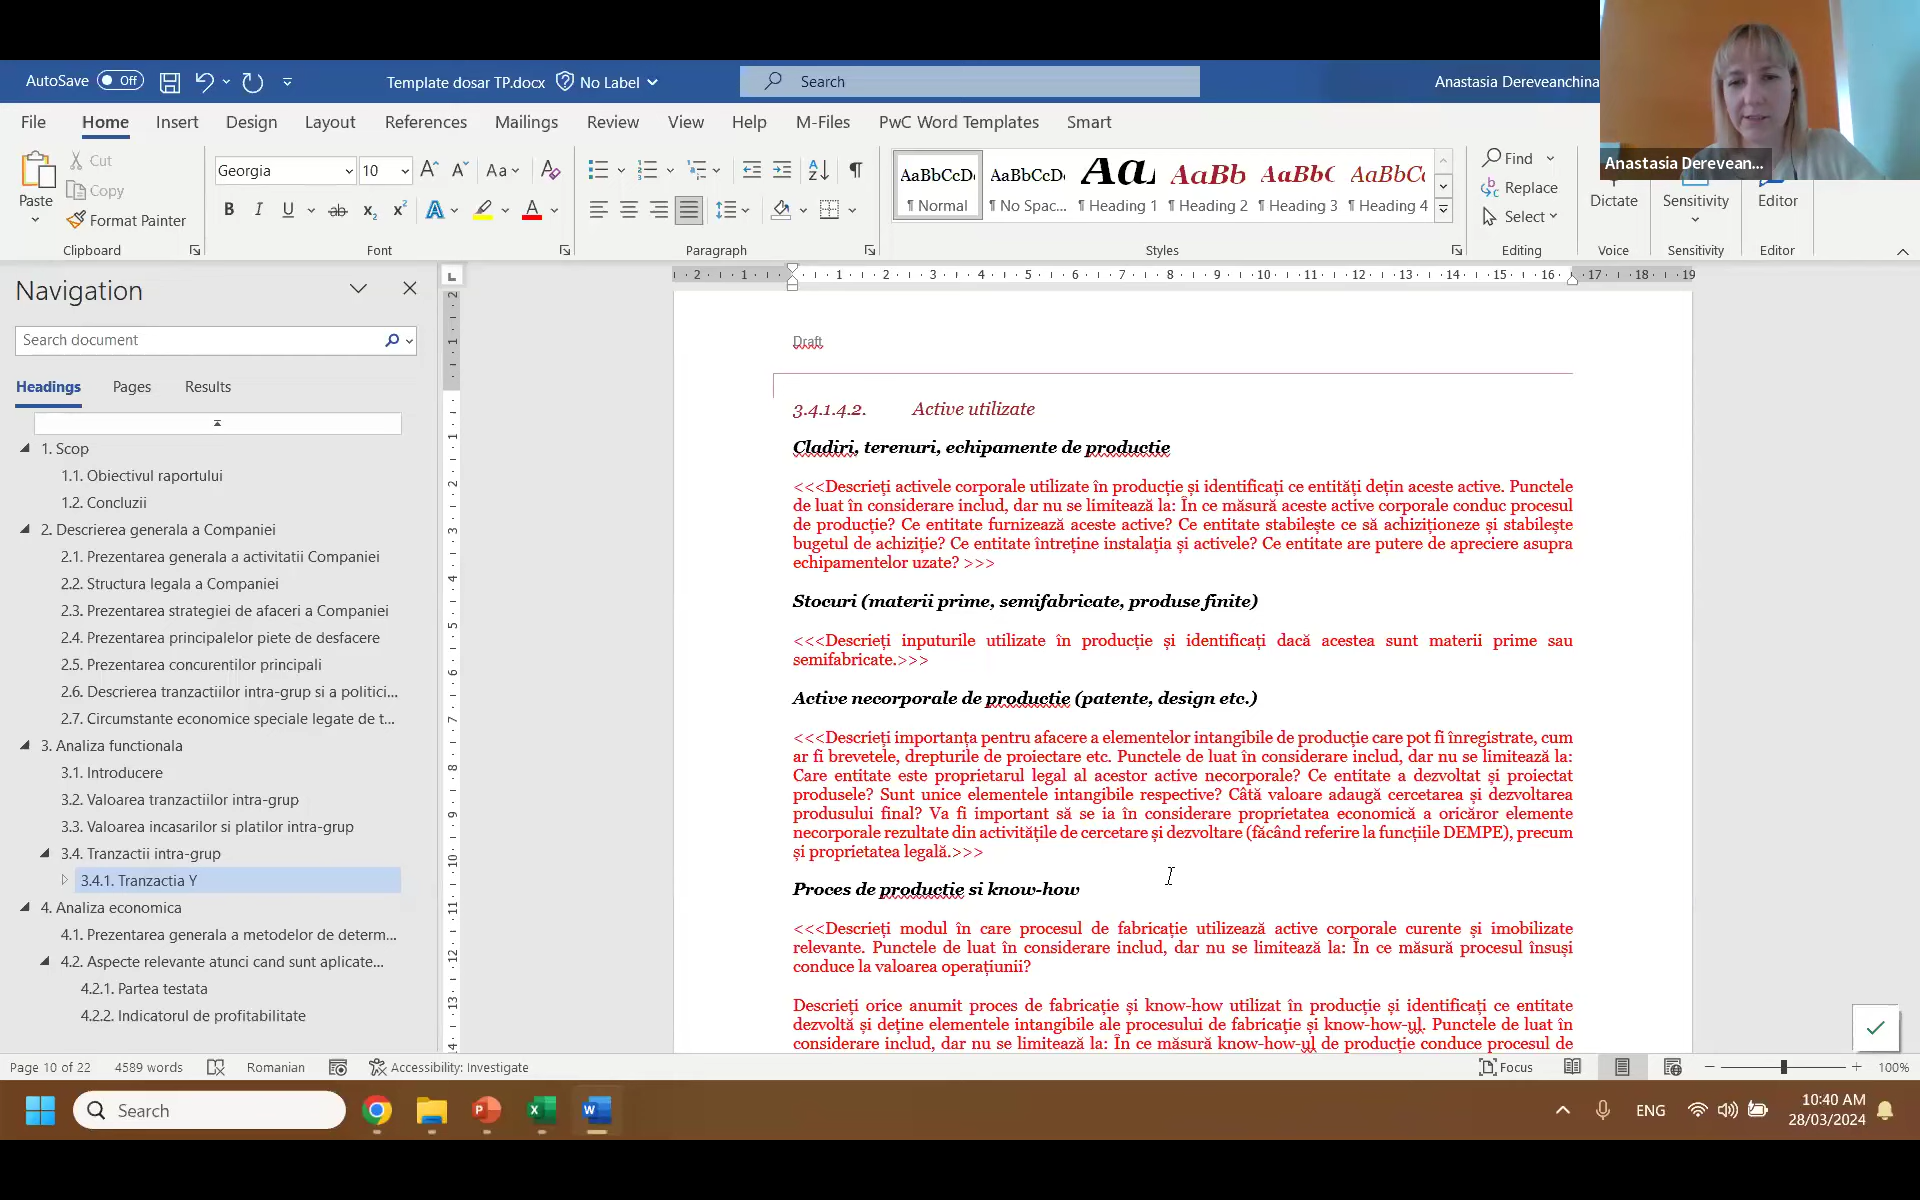 AutoSave Off Template dosar TP.docx No Label Search Anastasia Dereveanchina
Anastasia Derevean...
File Home Insert Design Layout References Mailings Review View Help M-Files PwC Word Templates Smart
Paste Cut Copy Format Painter
Clipboard
Georgia 10
Font
Paragraph
AaBbCcDc AaBbCcDc Aa. AaBb AaBbC AaBbC
¶ Normal ¶ No Spac... ¶ Heading 1 ¶ Heading 2 ¶ Heading 3 ¶ Heading 4
Styles
Find
Replace
Select
Editing
Dictate Sensitivity Editor
Voice Sensitivity Editor
Navigation
Search document
Headings Pages Results
1. Scop
1.1. Obiectivul raportului
1.2. Concluzii
2. Descrierea generala a Companiei
2.1. Prezentarea generala a activitatii Companiei
2.2. Structura legala a Companiei
2.3. Prezentarea strategiei de afaceri a Companiei
2.4. Prezentarea principalelor piete de desfacere
2.5. Prezentarea concurentilor principali
2.6. Descrierea tranzactiilor intra-grup si a politici...
2.7. Circumstante economice speciale legate de t...
3. Analiza functionala
3.1. Introducere
3.2. Valoarea tranzactiilor intra-grup
3.3. Valoarea incasarilor si platilor intra-grup
3.4. Tranzactii intra-grup
3.4.1. Tranzactia Y
4. Analiza economica
4.1. Prezentarea generala a metodelor de determ...
4.2. Aspecte relevante atunci cand sunt aplicate...
4.2.1. Partea testata
4.2.2. Indicatorul de profitabilitate
Draft
3.4.1.4.2. Active utilizate
Cladiri, terenuri, echipamente de productie
<<<Descrieți activele corporale utilizate în producție și identificați ce entități dețin aceste active. Punctele
de luat în considerare includ, dar nu se limitează la: În ce măsură aceste active corporale conduc procesul
de producție? Ce entitate furnizează aceste active? Ce entitate stabilește ce să achiziționeze și stabilește
bugetul de achiziție? Ce entitate întreține instalația și activele? Ce entitate are putere de apreciere asupra
echipamentelor uzate? >>>
Stocuri (materii prime, semifabricate, produse finite)
<<<Descrieți inputurile utilizate în producție și identificați dacă acestea sunt materii prime sau
semifabricate.>>>
Active necorporale de productie (patente, design etc.)
<<<Descrieți importanța pentru afacere a elementelor intangibile de producție care pot fi înregistrate, cum
ar fi brevetele, drepturile de proiectare etc. Punctele de luat în considerare includ, dar nu se limitează la:
Care entitate este proprietarul legal al acestor active necorporale? Ce entitate a dezvoltat și proiectat
produsele? Sunt unice elementele intangibile respective? Câtă valoare adaugă cercetarea și dezvoltarea
produsului final? Va fi important să se ia în considerare proprietatea economică a oricăror elemente
necorporale rezultate din activitățile de cercetare și dezvoltare (făcând referire la funcțiile DEMPE), precum
și proprietatea legală.>>>
Proces de productie si know-how
<<<Descrieți modul în care procesul de fabricație utilizează active corporale curente și imobilizate
relevante. Punctele de luat în considerare includ, dar nu se limitează la: În ce măsură procesul însuși
conduce la valoarea operațiunii?
Descrieți orice anumit proces de fabricație și know-how utilizat în producție și identificați ce entitate
dezvoltă și deține elementele intangibile ale procesului de fabricație și know-how-ul. Punctele de luat în
considerare includ, dar nu se limitează la: În ce măsură know-how-ul de producție conduce procesul de
Page 10 of 22 4589 words Romanian Accessibility: Investigate Focus 100%
Search ENG 10:40 AM
28/03/2024